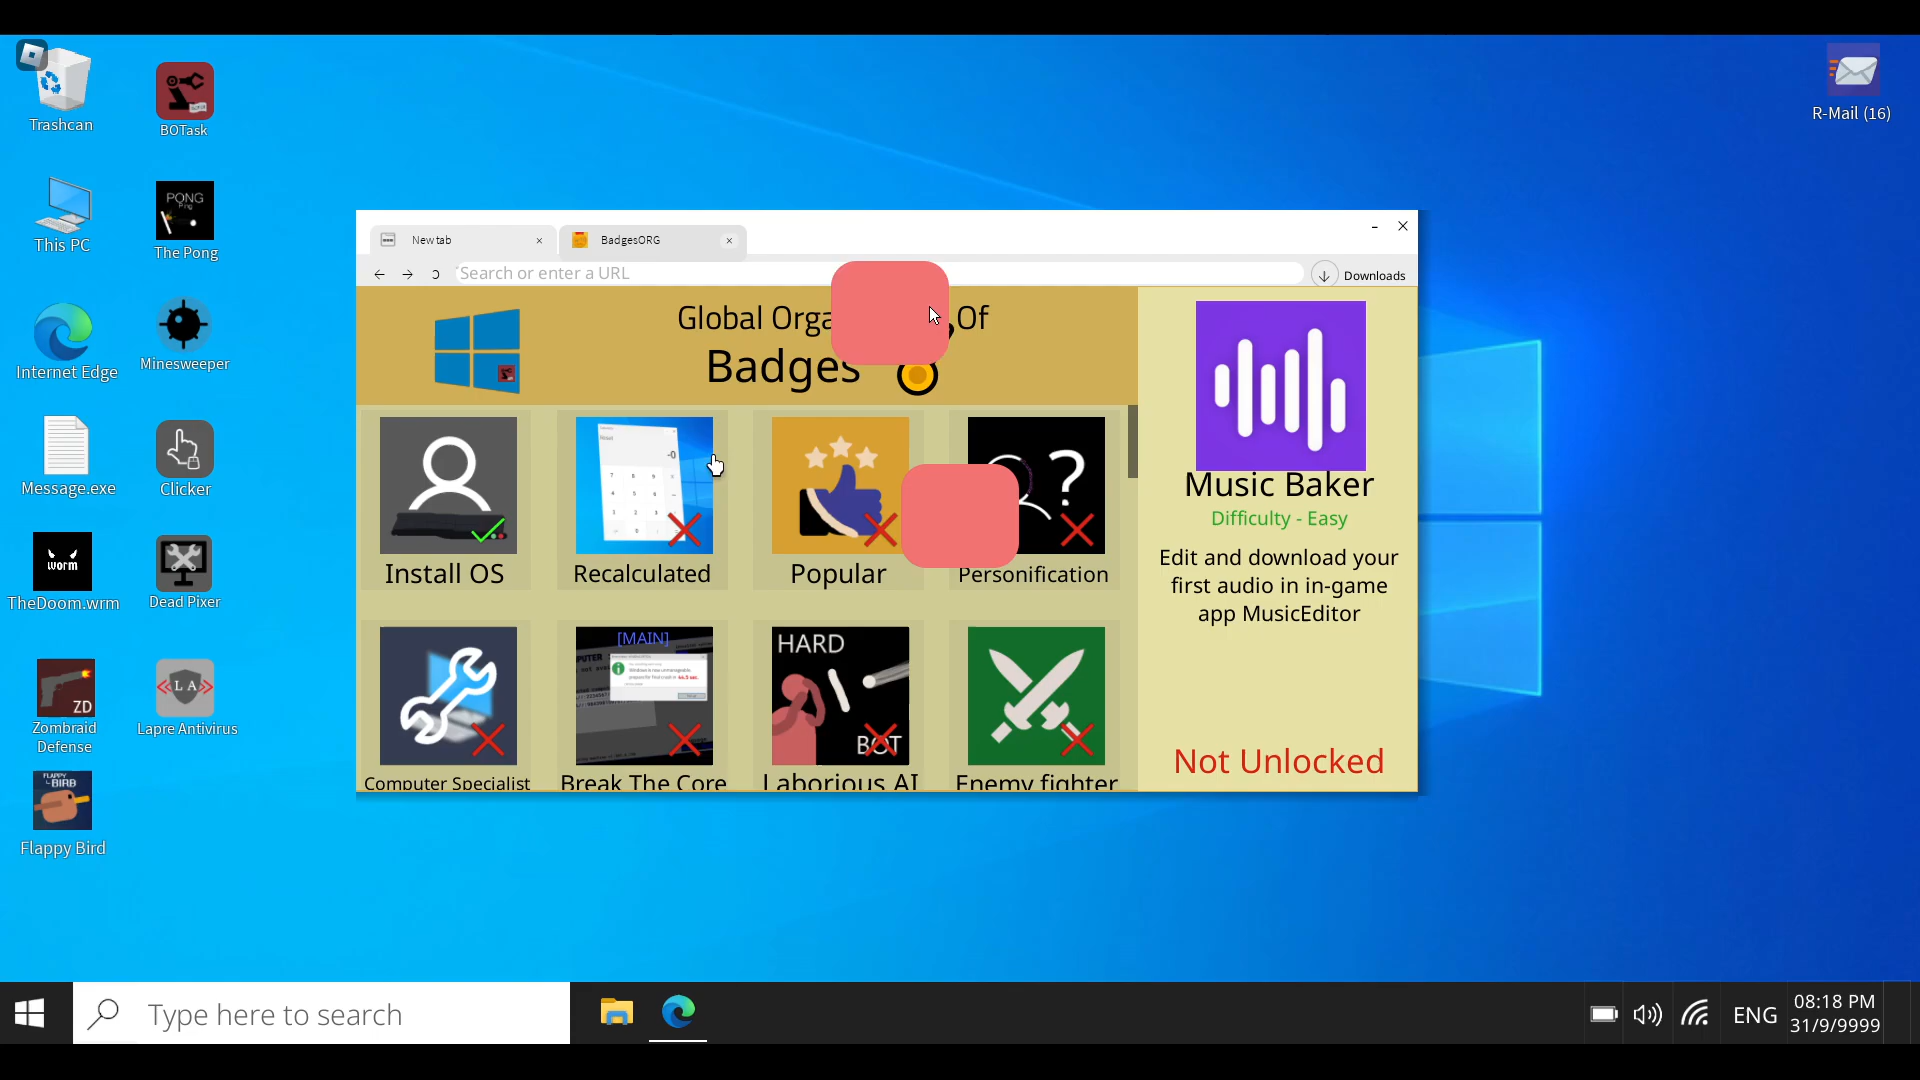 Trashcan
BOTask
R-Mail (16)
This PC
PONG
The Pong
Internet Edge
Minesweeper
Message.exe
Clicker
worm
TheDoom.wrm
Dead Pixer
ZD
Zombraid
Defense
LA
Lapre Antivirus
FLAPPY
BIRD
Flappy Bird
New tab
BadgesORG
Search or enter a URL
Downloads
Global
Of
Badges
Install OS
Recalculated
Popular
Personification
[MAIN]
HARD
BOT
Computer Specialist
Break The Core
Laborious AI
Enemy fighter
Music Baker
Difficulty - Easy
Edit and download your
first audio in in-game
app MusicEditor
Not Unlocked
Type here to search
ENG
08:18 PM
31/9/9999